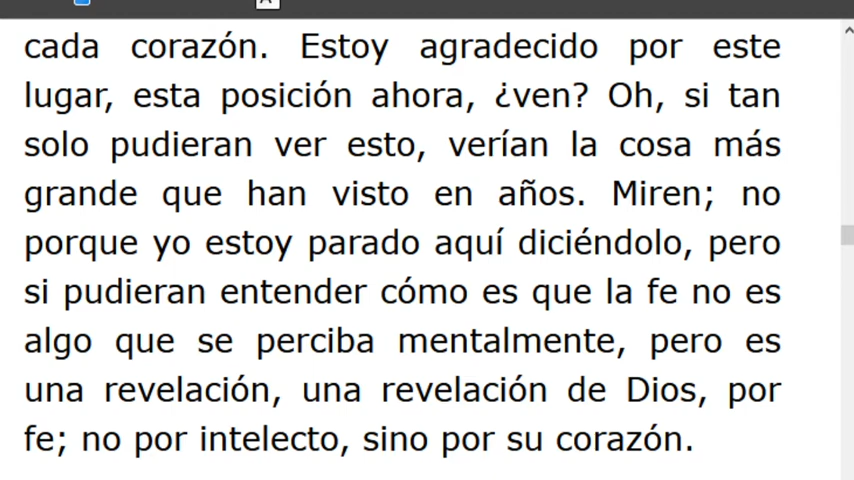 cada corazón. Estoy agradecido por este
lugar, esta posición ahora, ¿ven? Oh, si tan
solo pudieran ver esto, verían la cosa más
grande que han visto en años. Miren; no
porque yo estoy parado aquí diciéndolo, pero
si pudieran entender cómo es que la fe no es
algo que se perciba mentalmente, pero es
una revelación, una revelación de Dios, por
fe; no por intelecto, sino por su corazón.